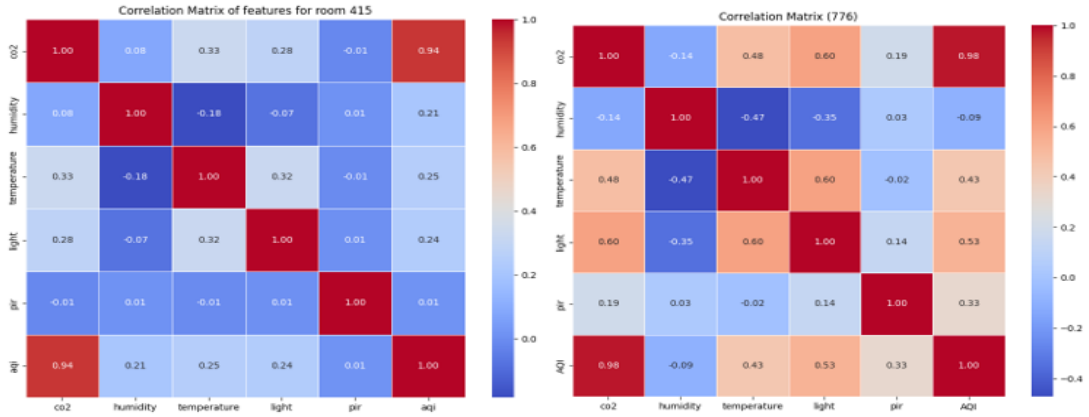 Correlation Matrix of features for room 415
co2 1.00 0.08 0.33 0.28 -0.01 0.94
humidity 0.08 1.00 -0.18 -0.07 0.01 0.21
temperature 0.33 -0.18 1.00 0.32 -0.01 0.25
light 0.28 -0.07 0.32 1.00 0.01 0.24
pir -0.01 0.01 -0.01 0.01 1.00 0.01
aqi 0.94 0.21 0.25 0.24 0.01 1.00
co2 humidity temperature light pir aqi
1.0
0.8
0.6
0.4
0.2
0.0
Correlation Matrix (776)
co2 1.00 -0.14 0.48 0.60 0.19 0.98
humidity -0.14 1.00 -0.47 -0.35 0.03 -0.09
temperature 0.48 -0.47 1.00 0.60 -0.02 0.43
light 0.60 -0.35 0.60 1.00 0.14 0.53
pir 0.19 0.03 -0.02 0.14 1.00 0.33
AQI 0.98 -0.09 0.43 0.53 0.33 1.00
co2 humidity temperature light pir AQI
1.0
0.8
0.6
0.4
0.2
0.0
-0.2
-0.4